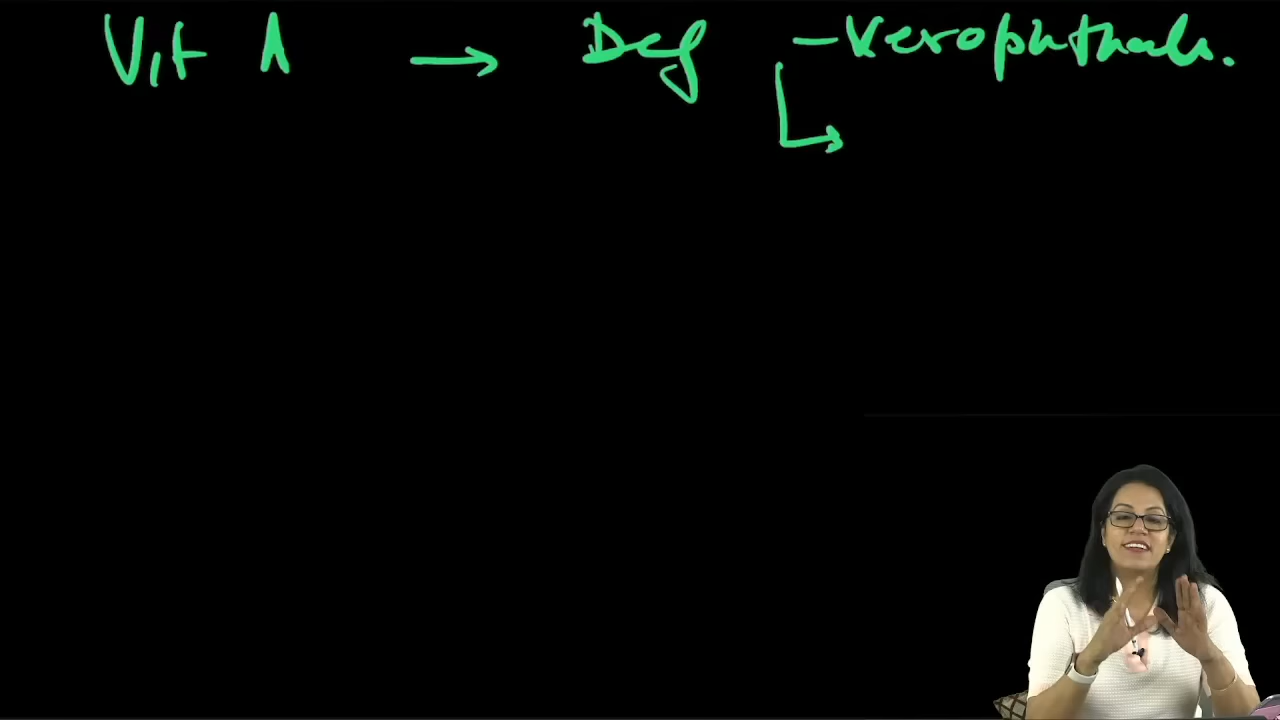 Vit A → Def - Xerophthal.